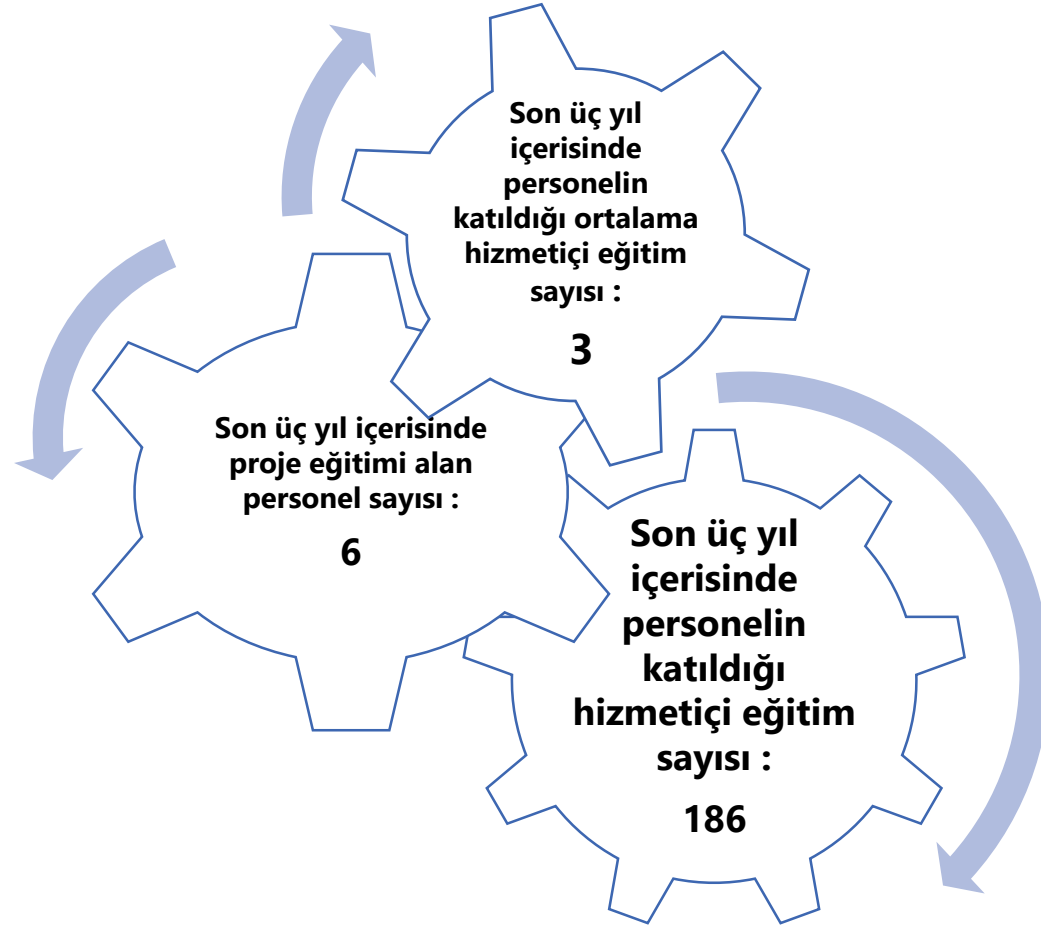 Son üç yıl
içerisinde
personelin
katıldığı ortalama
hizmetiçi eğitim
sayısı :
3
Son üç yıl içerisinde
proje eğitimi alan
personel sayısı :
6
Son üç yıl
içerisinde
personelin
katıldığı
hizmetiçi eğitim
sayısı :
186